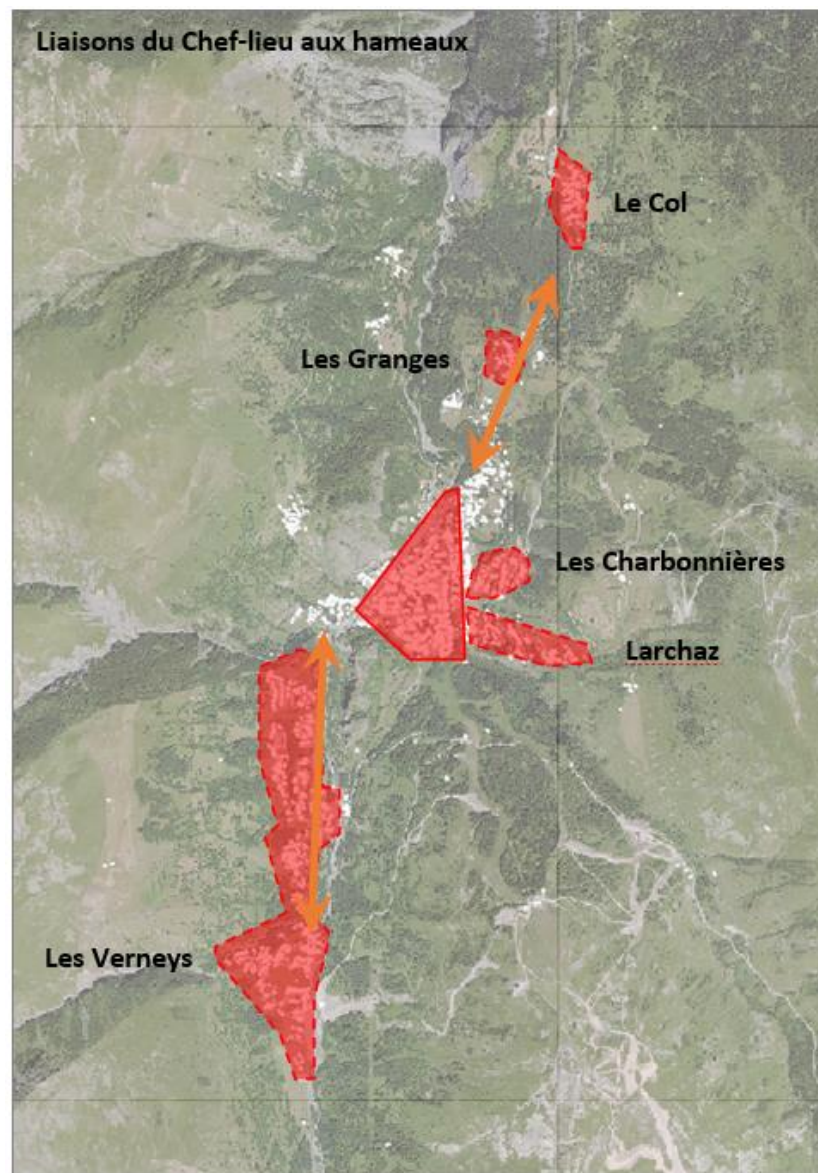 Liaisons du Chef-lieu aux hameaux
Le Col
Les Granges
Les Charbonnières
Larchaz
Les Verneys